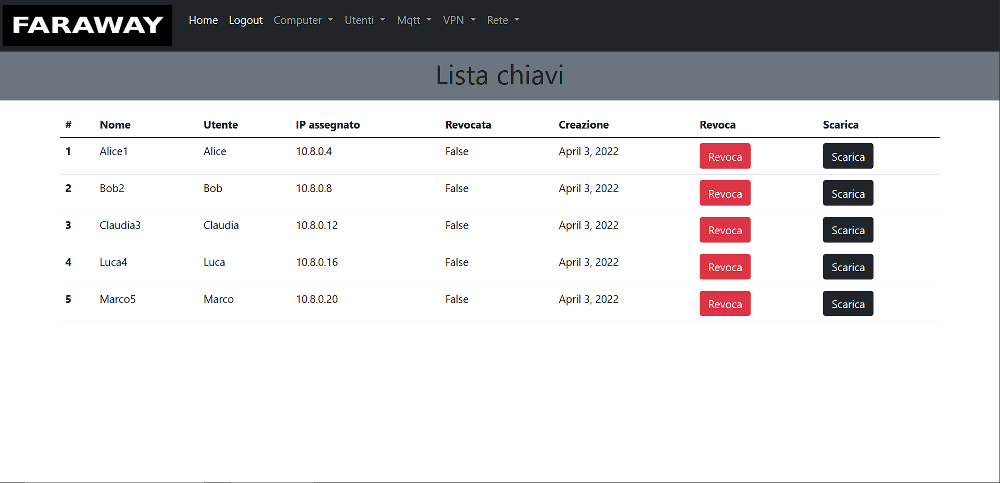 FARAWAY Home Logout Computer Utenti Mqtt VPN Rete
Lista chiavi
# Nome Utente IP assegnato Revocata Creazione Revoca Scarica
1 Alice1 Alice 10.8.0.4 False April 3, 2022 Revoca Scarica
2 Bob2 Bob 10.8.0.8 False April 3, 2022 Revoca Scarica
3 Claudia3 Claudia 10.8.0.12 False April 3, 2022 Revoca Scarica
4 Luca4 Luca 10.8.0.16 False April 3, 2022 Revoca Scarica
5 Marco5 Marco 10.8.0.20 False April 3, 2022 Revoca Scarica